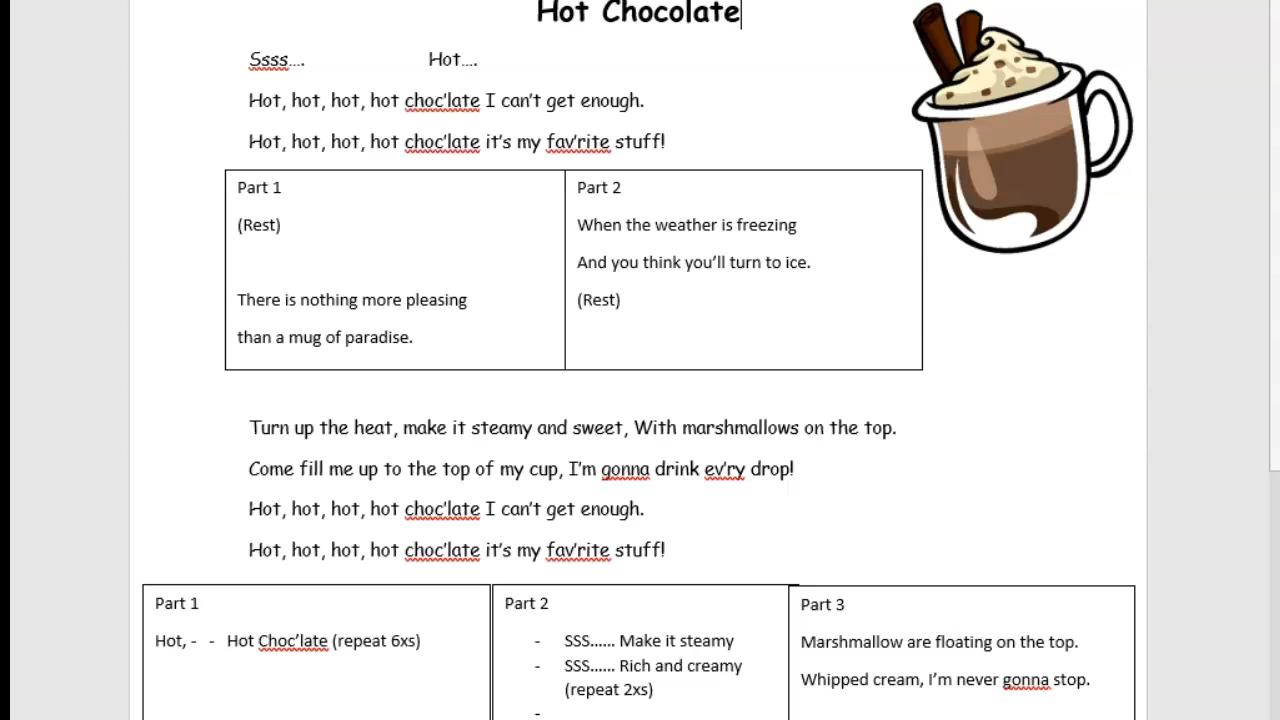 Hot Chocolate
Ssss…. Hot….
Hot, hot, hot, hot choc'late I can't get enough.
Hot, hot, hot, hot choc'late it's my fav'rite stuff!
Part 1
(Rest)
There is nothing more pleasing
than a mug of paradise.
Part 2
When the weather is freezing
And you think you'll turn to ice.
(Rest)
Turn up the heat, make it steamy and sweet, With marshmallows on the top.
Come fill me up to the top of my cup, I'm gonna drink ev'ry drop!
Hot, hot, hot, hot choc'late I can't get enough.
Hot, hot, hot, hot choc'late it's my fav'rite stuff!
Part 1
Hot, - - Hot Choc'late (repeat 6xs)
Part 2
- SSS...... Make it steamy
- SSS...... Rich and creamy
(repeat 2xs)
-
Part 3
Marshmallow are floating on the top.
Whipped cream, I'm never gonna stop.